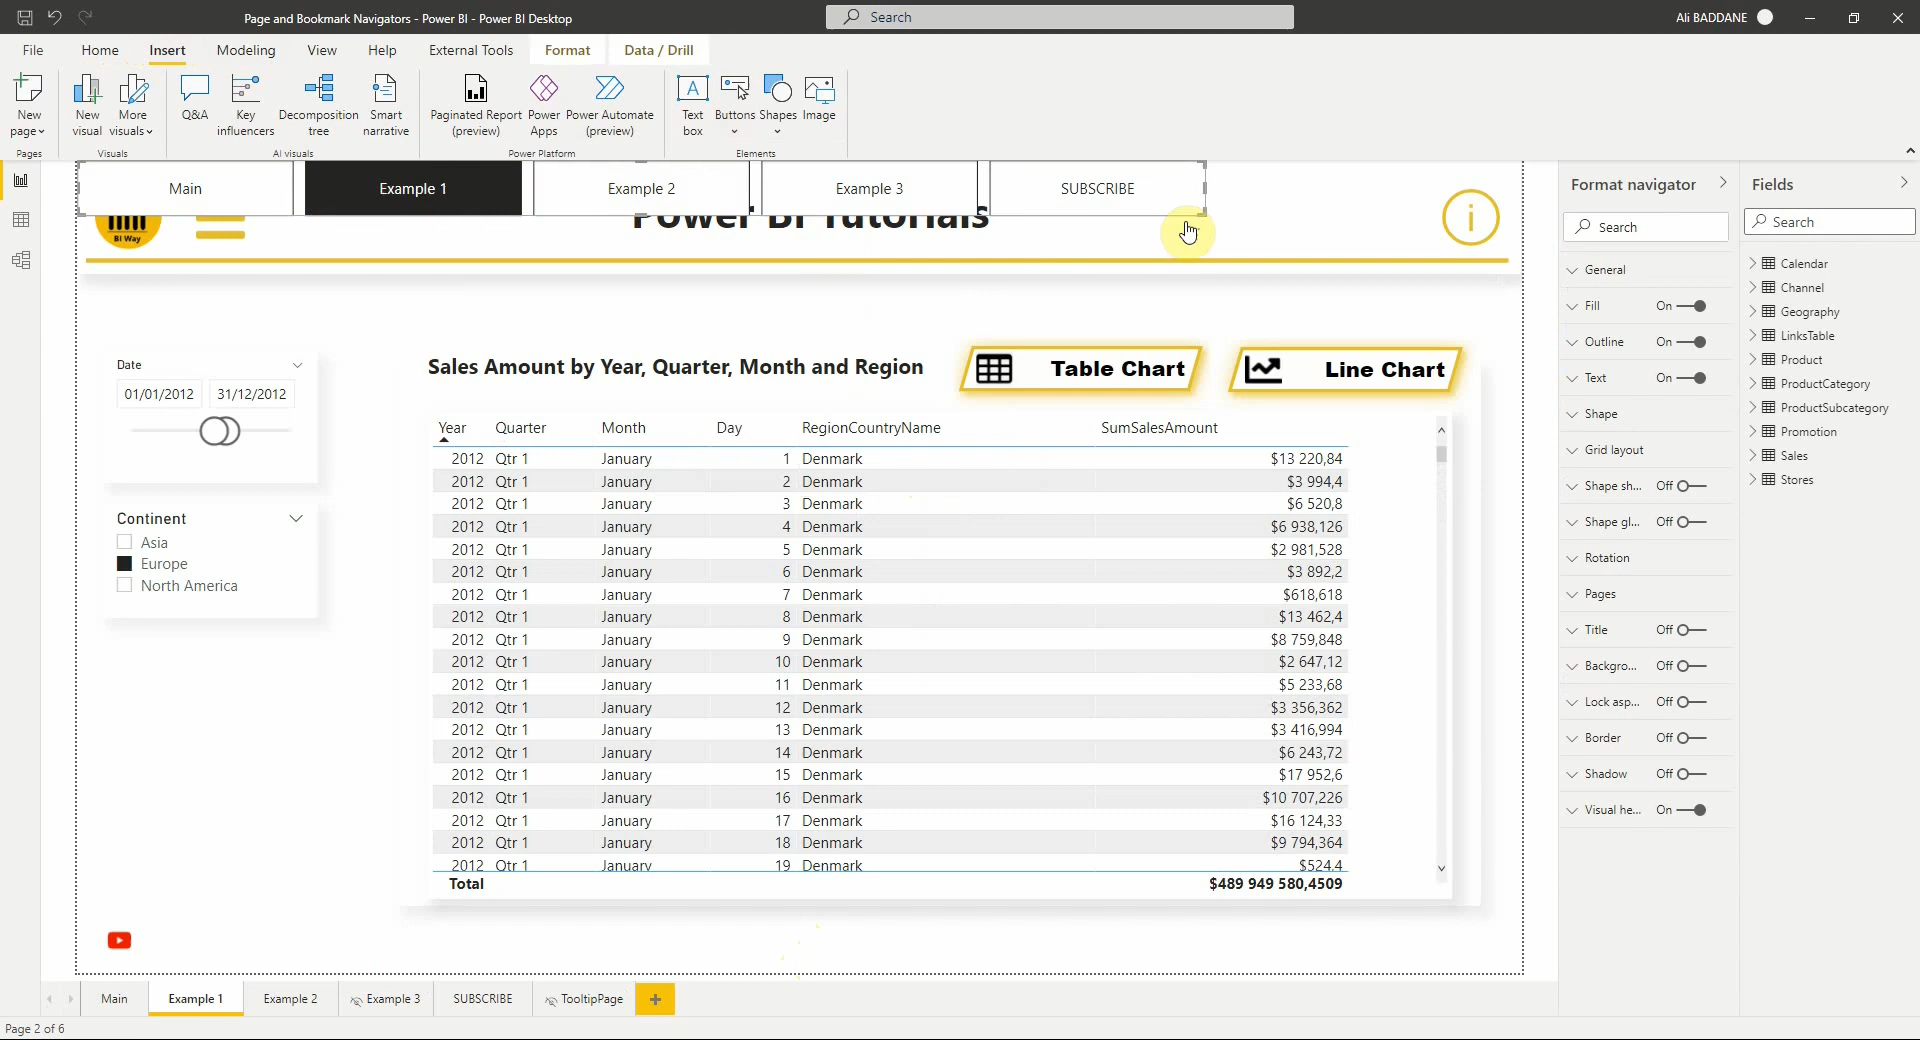 Page and Bookmark Navigators - Power BI - Power BI Desktop
Search
Ali BADDANE
File Home Insert Modeling View Help External Tools Format Data / Drill
New page
New visual
More visuals
Q&A
Key influencers
Decomposition tree
Smart narrative
Paginated Report (preview)
Power Apps
Power Automate (preview)
Text box
Buttons
Shapes
Image
Pages
Visuals
AI visuals
Power Platform
Elements
Main
Example 1
Example 2
Example 3
SUBSCRIBE
BI Way
Power BI Tutorials
i
Date
01/01/2012 31/12/2012
Continent
Asia
Europe
North America
Sales Amount by Year, Quarter, Month and Region
Table Chart
Line Chart
Year Quarter Month Day RegionCountryName SumSalesAmount
2012 Qtr 1 January 1 Denmark $13 220,84
2012 Qtr 1 January 2 Denmark $3 994,4
2012 Qtr 1 January 3 Denmark $6 520,8
2012 Qtr 1 January 4 Denmark $6 938,126
2012 Qtr 1 January 5 Denmark $2 981,528
2012 Qtr 1 January 6 Denmark $3 892,2
2012 Qtr 1 January 7 Denmark $618,618
2012 Qtr 1 January 8 Denmark $13 462,4
2012 Qtr 1 January 9 Denmark $8 759,848
2012 Qtr 1 January 10 Denmark $2 647,12
2012 Qtr 1 January 11 Denmark $5 233,68
2012 Qtr 1 January 12 Denmark $3 356,362
2012 Qtr 1 January 13 Denmark $3 416,994
2012 Qtr 1 January 14 Denmark $6 243,72
2012 Qtr 1 January 15 Denmark $17 952,6
2012 Qtr 1 January 16 Denmark $10 707,226
2012 Qtr 1 January 17 Denmark $16 124,33
2012 Qtr 1 January 18 Denmark $9 794,364
2012 Qtr 1 January 19 Denmark $524,4
Total $489 949 580,4509
Format navigator
Search
General
Fill On
Outline On
Text On
Shape
Grid layout
Shape sh... Off
Shape gl... Off
Rotation
Pages
Title Off
Backgro... Off
Lock asp... Off
Border Off
Shadow Off
Visual he... On
Fields
Search
Calendar
Channel
Geography
LinksTable
Product
ProductCategory
ProductSubcategory
Promotion
Sales
Stores
Main Example 1 Example 2 Example 3 SUBSCRIBE TooltipPage +
Page 2 of 6